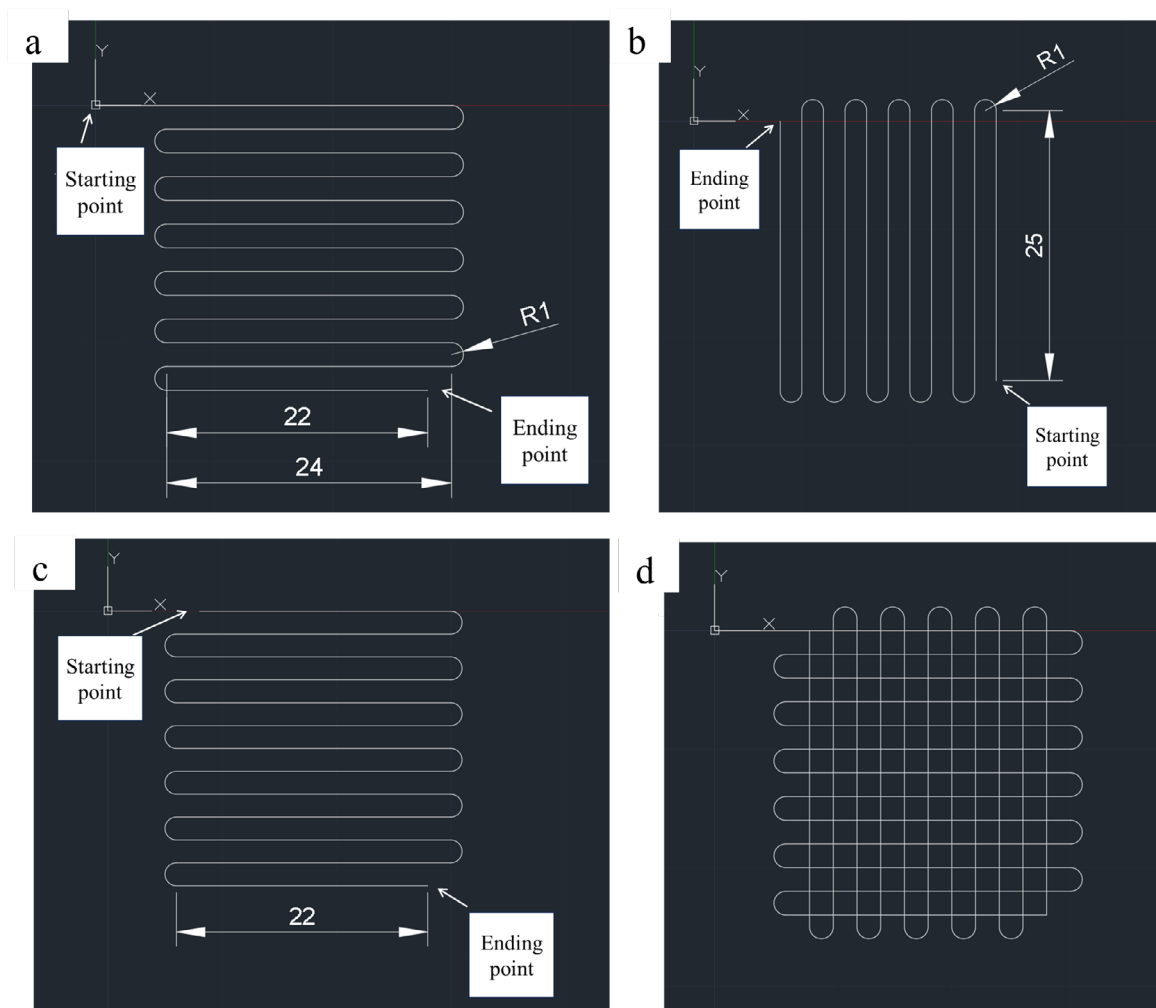 a
Y
X
Starting
point
R1
22
24
Ending
point
b
Y
X
R1
Ending
point
25
Starting
point
c
Y
X
Starting
point
22
Ending
point
d
Y
X